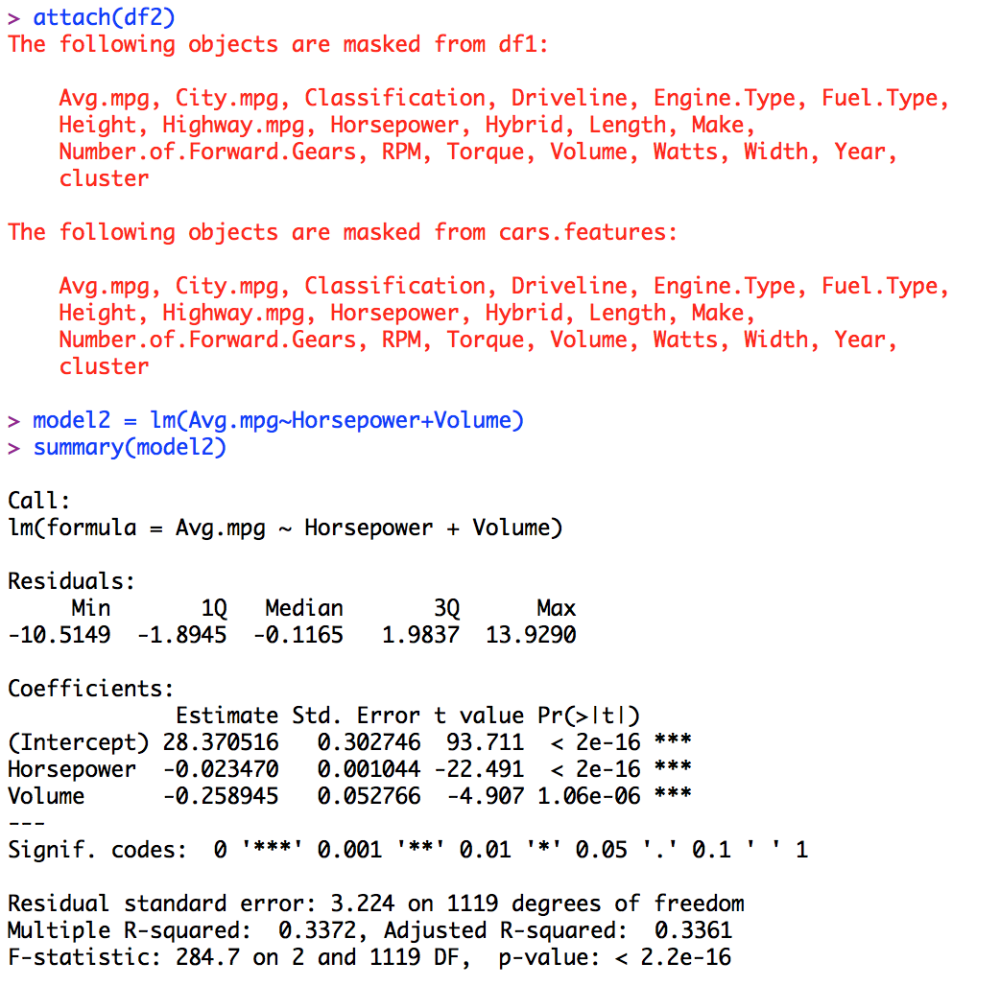 > attach(df2)
The following objects are masked from df1:
    Avg.mpg, City.mpg, Classification, Driveline, Engine.Type, Fuel.Type,
    Height, Highway.mpg, Horsepower, Hybrid, Length, Make,
    Number.of.Forward.Gears, RPM, Torque, Volume, Watts, Width, Year,
    cluster
The following objects are masked from cars.features:
    Avg.mpg, City.mpg, Classification, Driveline, Engine.Type, Fuel.Type,
    Height, Highway.mpg, Horsepower, Hybrid, Length, Make,
    Number.of.Forward.Gears, RPM, Torque, Volume, Watts, Width, Year,
    cluster
> model2 = lm(Avg.mpg~Horsepower+Volume)
> summary(model2)
Call:
lm(formula = Avg.mpg ~ Horsepower + Volume)
Residuals:
     Min       1Q   Median       3Q      Max
-10.5149  -1.8945  -0.1165   1.9837  13.9290
Coefficients:
             Estimate Std. Error t value Pr(>|t|)
(Intercept) 28.370516   0.302746  93.711  < 2e-16 ***
Horsepower  -0.023470   0.001044 -22.491  < 2e-16 ***
Volume      -0.258945   0.052766  -4.907 1.06e-06 ***
---
Signif. codes:  0 '***' 0.001 '**' 0.01 '*' 0.05 '.' 0.1 ' ' 1
Residual standard error: 3.224 on 1119 degrees of freedom
Multiple R-squared:  0.3372, Adjusted R-squared:  0.3361
F-statistic: 284.7 on 2 and 1119 DF,  p-value: < 2.2e-16